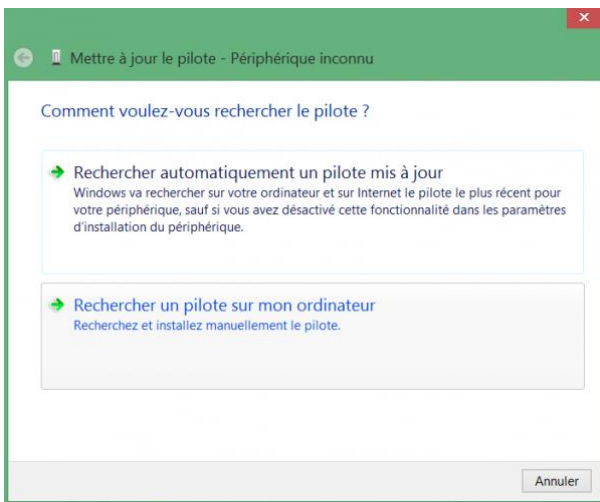 Mettre à jour le pilote - Périphérique inconnu
Comment voulez-vous rechercher le pilote ?
Rechercher automatiquement un pilote mis à jour
Windows va rechercher sur votre ordinateur et sur Internet le pilote le plus récent pour
votre périphérique, sauf si vous avez désactivé cette fonctionnalité dans les paramètres
d'installation du périphérique.
Rechercher un pilote sur mon ordinateur
Recherchez et installez manuellement le pilote.
Annuler